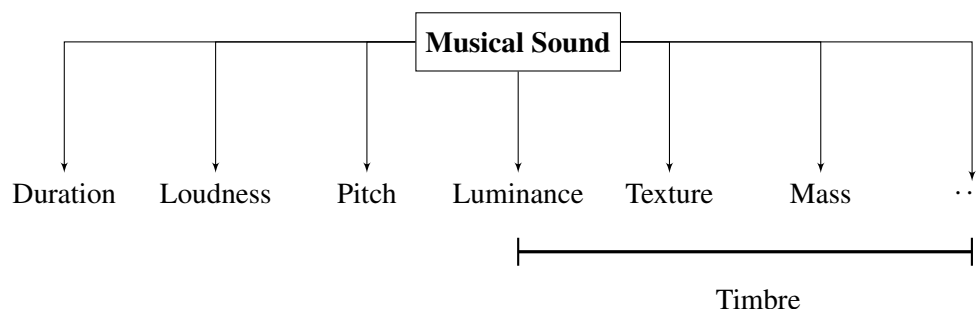 Musical Sound
Duration Loudness Pitch Luminance Texture Mass ..
Timbre